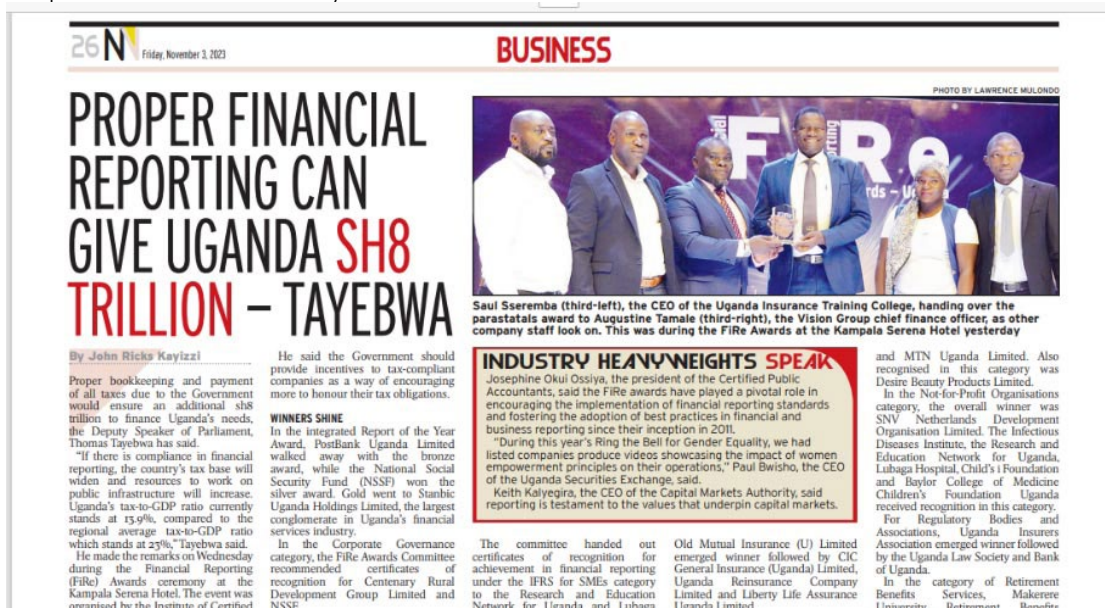 26 N Friday, November 3, 2023
BUSINESS
PROPER FINANCIAL
REPORTING CAN
GIVE UGANDA SH8
TRILLION – TAYEBWA
PHOTO BY LAWRENCE MULONDO
FiRe
rds – U
Saul Sseremba (third-left), the CEO of the Uganda Insurance Training College, handing over the
parastatals award to Augustine Tamale (third-right), the Vision Group chief finance officer, as other
company staff look on. This was during the FiRe Awards at the Kampala Serena Hotel yesterday
By John Ricks Kayizzi
Proper bookkeeping and payment
of all taxes due to the Government
would ensure an additional sh8
trillion to finance Uganda's needs,
the Deputy Speaker of Parliament,
Thomas Tayebwa has said.
"If there is compliance in financial
reporting, the country's tax base will
widen and resources to work on
public infrastructure will increase.
Uganda's tax-to-GDP ratio currently
stands at 13.9%, compared to the
regional average tax-to-GDP ratio
which stands at 23%," Tayebwa said.
He made the remarks on Wednesday
during the Financial Reporting
(FiRe) Awards ceremony at the
Kampala Serena Hotel. The event was
organised by the Institute of Certified
He said the Government should
provide incentives to tax-compliant
companies as a way of encouraging
more to honour their tax obligations.
WINNERS SHINE
In the integrated Report of the Year
Award, PostBank Uganda Limited
walked away with the bronze
award, while the National Social
Security Fund (NSSF) won the
silver award. Gold went to Stanbic
Uganda Holdings Limited, the largest
conglomerate in Uganda's financial
services industry.
In the Corporate Governance
category, the FiRe Awards Committee
recommended certificates of
recognition for Centenary Rural
Development Group Limited and
NSSF.
INDUSTRY HEAVYWEIGHTS SPEAK
Josephine Okui Ossiya, the president of the Certified Public
Accountants, said the FiRe awards have played a pivotal role in
encouraging the implementation of financial reporting standards
and fostering the adoption of best practices in financial and
business reporting since their inception in 2011.
"During this year's Ring the Bell for Gender Equality, we had
listed companies produce videos showcasing the impact of women
empowerment principles on their operations," Paul Bwisho, the CEO
of the Uganda Securities Exchange, said.
Keith Kalyegira, the CEO of the Capital Markets Authority, said
reporting is testament to the values that underpin capital markets.
The committee handed out
certificates of recognition for
achievement in financial reporting
under the IFRS for SMEs category
to the Research and Education
Network for Uganda and Lubaga
Old Mutual Insurance (U) Limited
emerged winner followed by CIC
General Insurance (Uganda) Limited,
Uganda Reinsurance Company
Limited and Liberty Life Assurance
Uganda Limited.
and MTN Uganda Limited. Also
recognised in this category was
Desire Beauty Products Limited.
In the Not-for-Profit Organisations
category, the overall winner was
SNV Netherlands Development
Organisation Limited. The Infectious
Diseases Institute, the Research and
Education Network for Uganda,
Lubaga Hospital, Child's i Foundation
and Baylor College of Medicine
Children's Foundation Uganda
received recognition in this category.
For Regulatory Bodies and
Associations, Uganda Insurers
Association emerged winner followed
by the Uganda Law Society and Bank
of Uganda.
In the category of Retirement
Benefits Services, Makerere
University Retirement Benefits